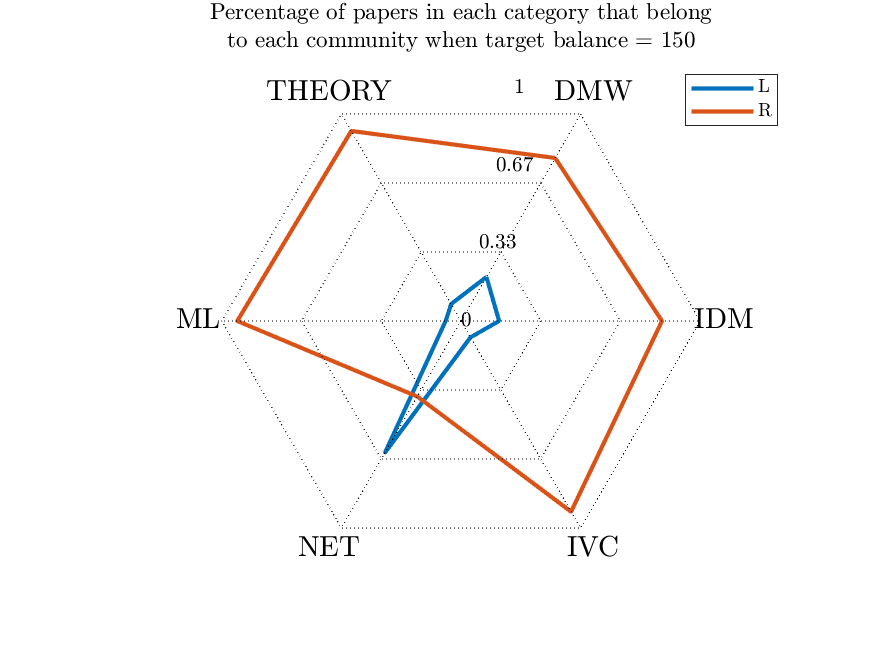 Percentage of papers in each category that belong
to each community when target balance = 150
THEORY
1
DMW
L
R
0.67
0.33
ML
0
IDM
NET
IVC